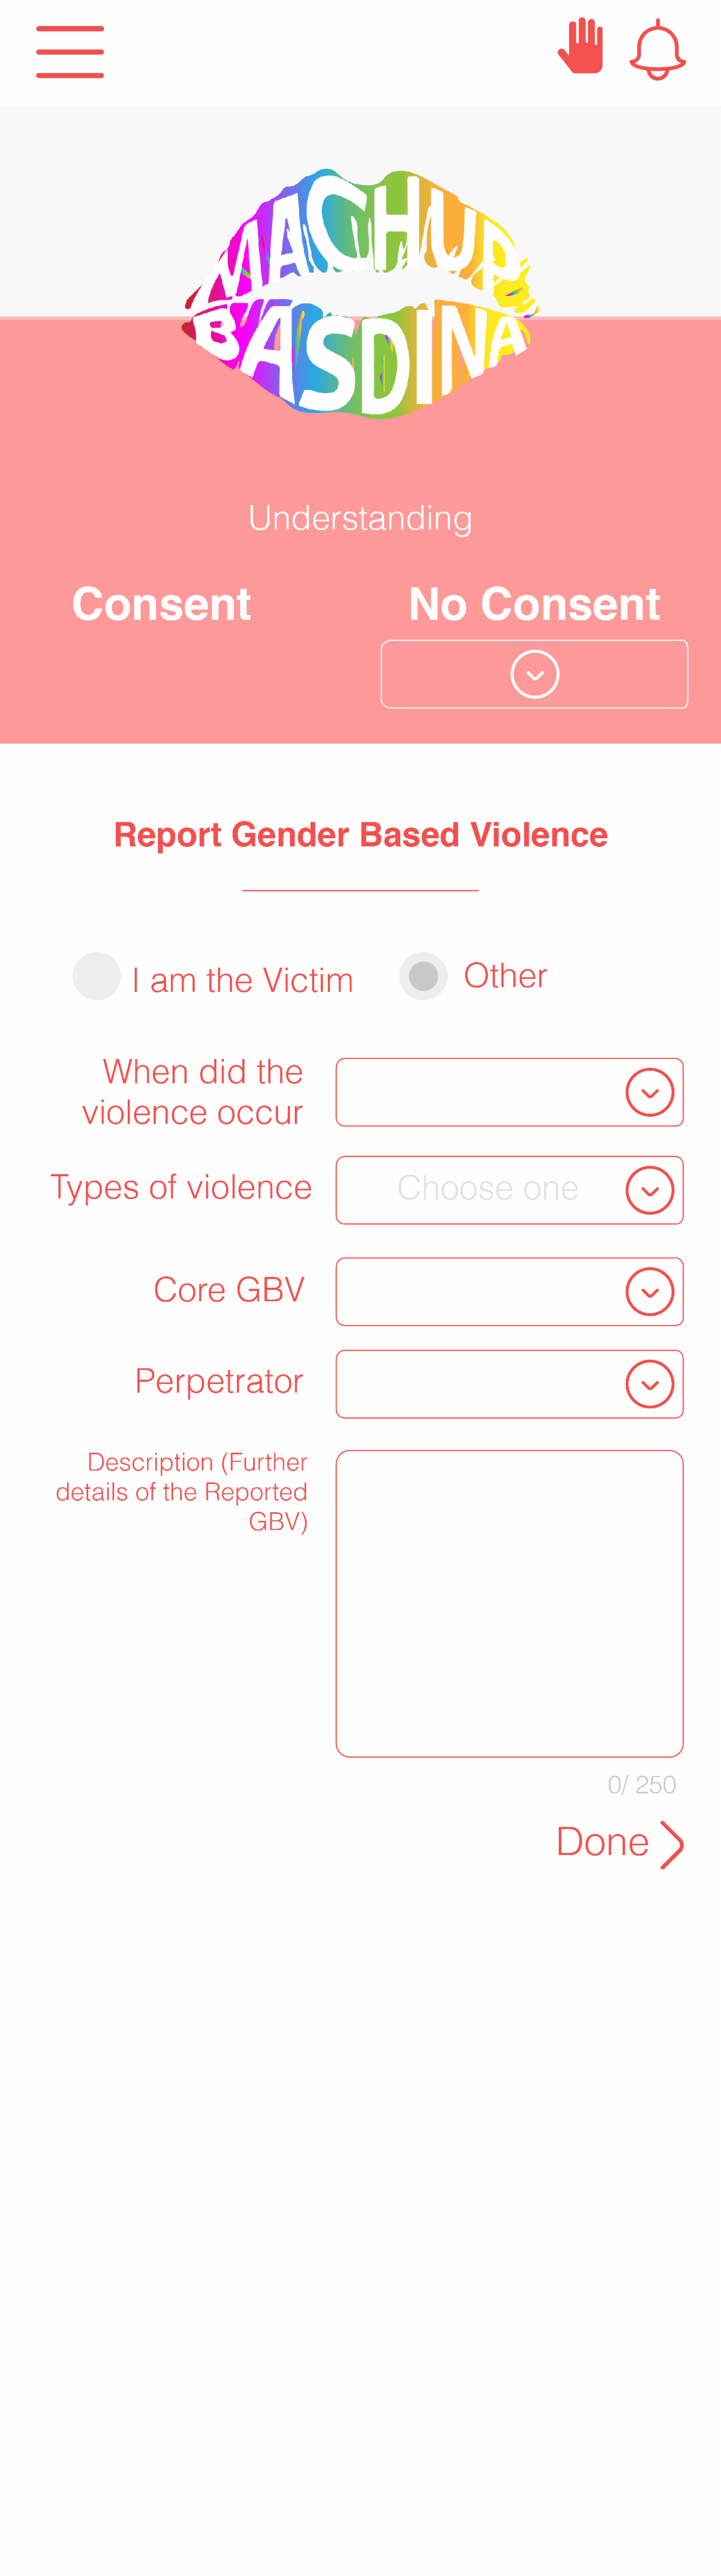 MACHUP
BASDINA
Understanding
Consent
No Consent
Report Gender Based Violence
I am the Victim
Other
When did the
violence occur
Types of violence
Choose one
Core GBV
Perpetrator
Description (Further
details of the Reported
GBV)
0/ 250
Done